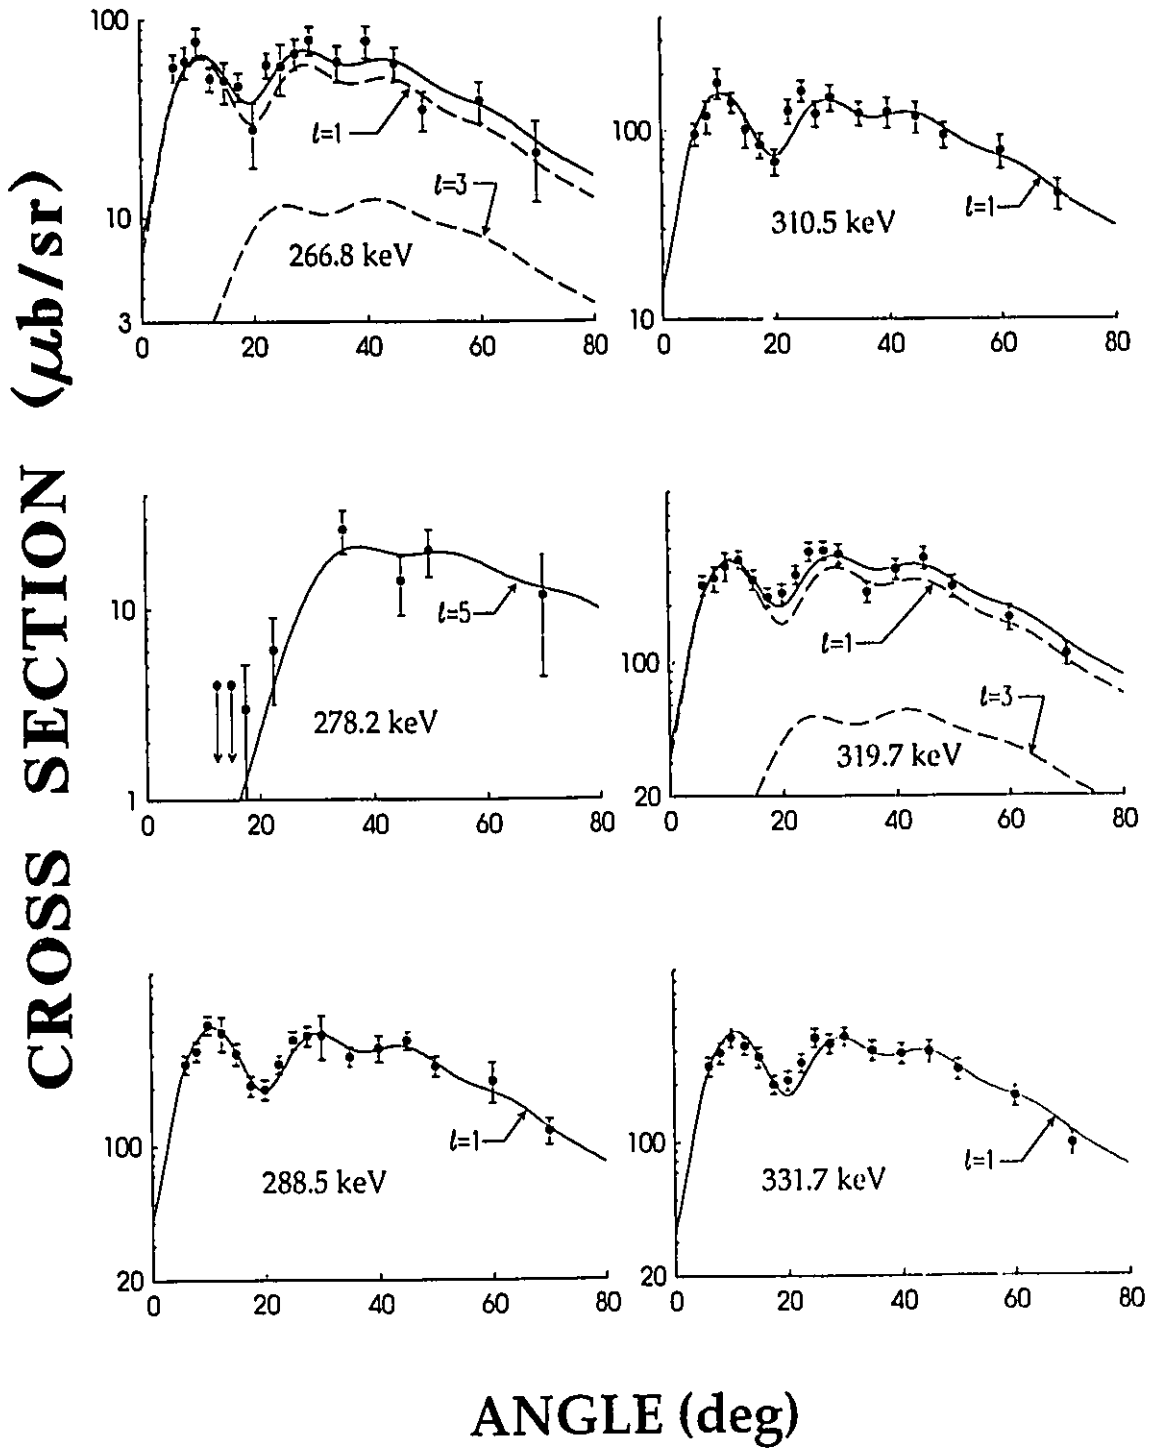 CROSS SECTION (μb/sr)
100
10
3
0 20 40 60 80
ℓ=1
ℓ=3
266.8 keV
100
10
0 20 40 60 80
ℓ=1
310.5 keV
10
1
0 20 40 60 80
ℓ=5
278.2 keV
100
20
0 20 40 60 80
ℓ=1
ℓ=3
319.7 keV
100
20
0 20 40 60 80
ℓ=1
288.5 keV
100
20
0 20 40 60 80
ℓ=1
331.7 keV
ANGLE (deg)